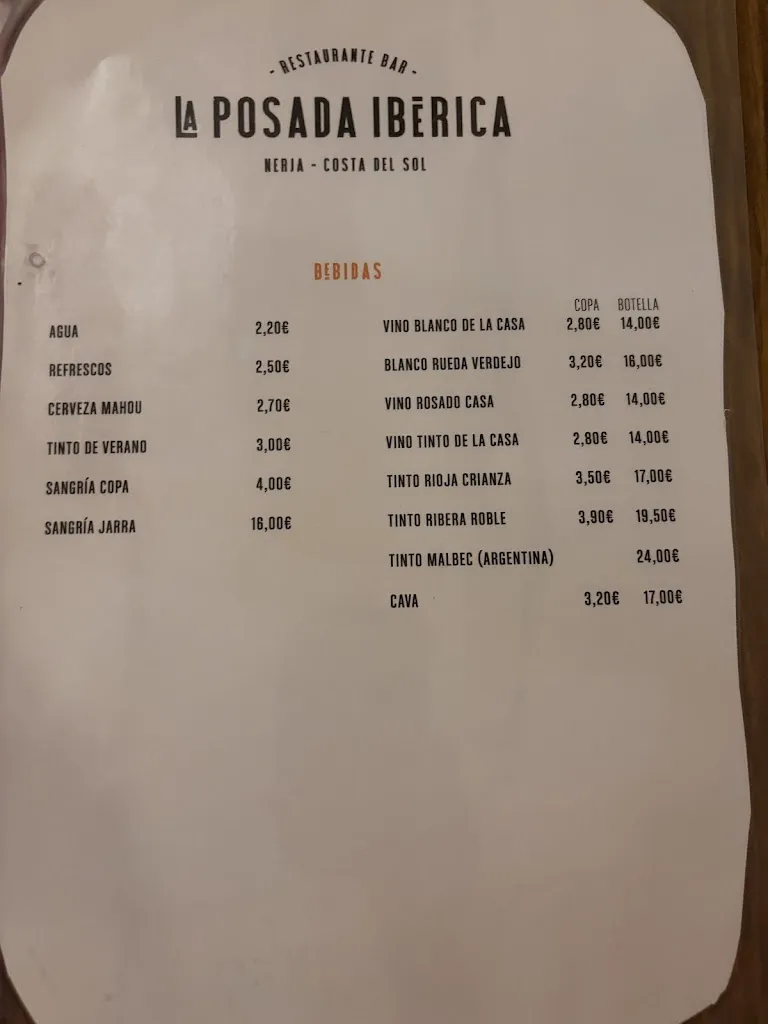 - RESTAURANTE BAR -
LA POSADA IBÉRICA
NERJA - COSTA DEL SOL
BEBIDAS
COPA BOTELLA
AGUA 2,20€ VINO BLANCO DE LA CASA 2,80€ 14,00€
REFRESCOS 2,50€ BLANCO RUEDA VERDEJO 3,20€ 16,00€
CERVEZA MAHOU 2,70€ VINO ROSADO CASA 2,80€ 14,00€
TINTO DE VERANO 3,00€ VINO TINTO DE LA CASA 2,80€ 14,00€
SANGRÍA COPA 4,00€ TINTO RIOJA CRIANZA 3,50€ 17,00€
SANGRÍA JARRA 16,00€ TINTO RIBERA ROBLE 3,90€ 19,50€
TINTO MALBEC (ARGENTINA) 24,00€
CAVA 3,20€ 17,00€